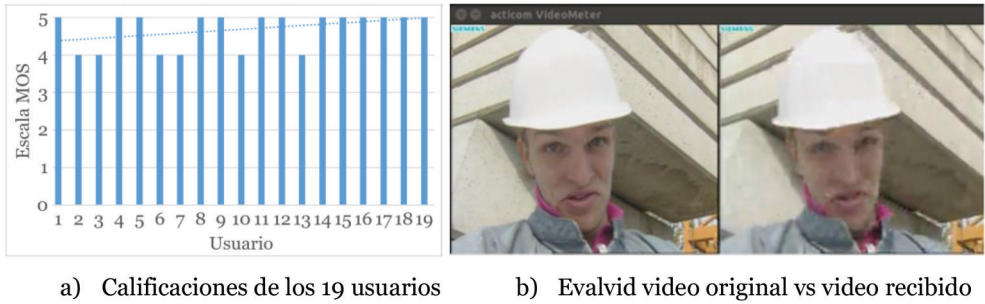 5
4
3
2
1
0
Escala MOS
1 2 3 4 5 6 7 8 9 10 11 12 13 14 15 16 17 18 19
Usuario
acticom VideoMeter
SIEMENS
SIEMENS
a) Calificaciones de los 19 usuarios
b) Evalvid video original vs video recibido